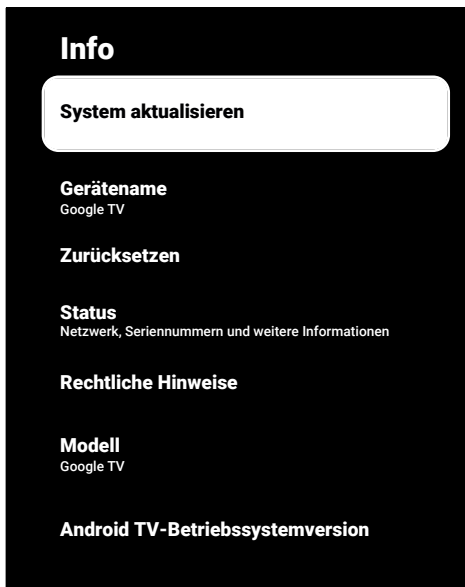 Info
System aktualisieren
Gerätename
Google TV
Zurücksetzen
Status
Netzwerk, Seriennummern und weitere Informationen
Rechtliche Hinweise
Modell
Google TV
Android TV-Betriebssystemversion